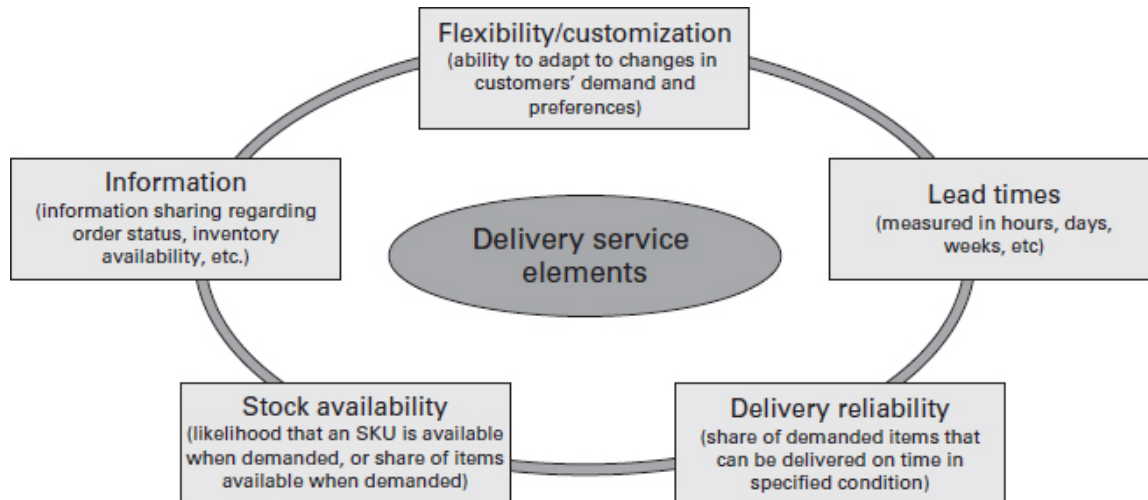 Flexibility/customization
(ability to adapt to changes in
customers' demand and
preferences)
Information
(information sharing regarding
order status, inventory
availability, etc.)
Lead times
(measured in hours, days,
weeks, etc)
Delivery service
elements
Stock availability
(likelihood that an SKU is available
when demanded, or share of items
available when demanded)
Delivery reliability
(share of demanded items that
can be delivered on time in
specified condition)